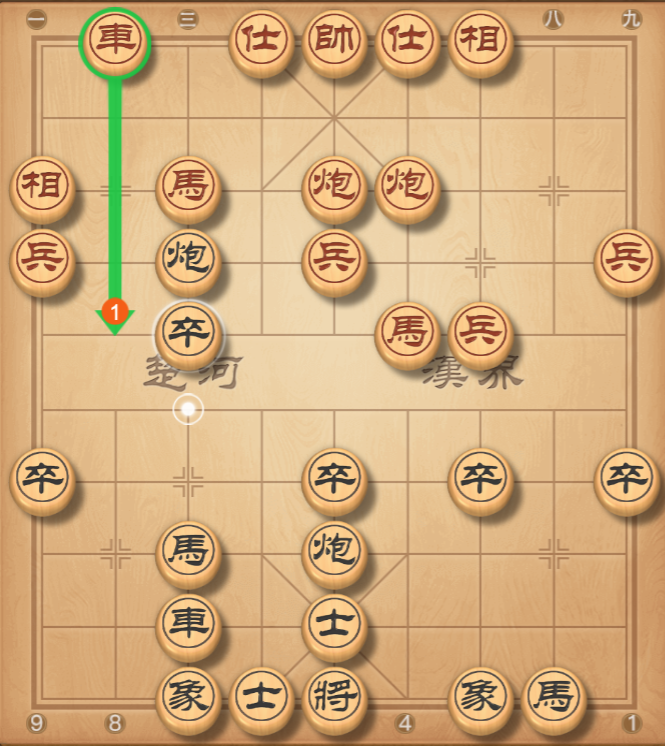 一 車 三 仕 帥 仕 相 八 九
相 馬 炮 炮
兵 炮 兵 兵
1 卒 馬 兵
楚河 漢界
卒 卒 卒 卒
馬 炮
車 士
象 士 將 象 馬
9 8 4 1